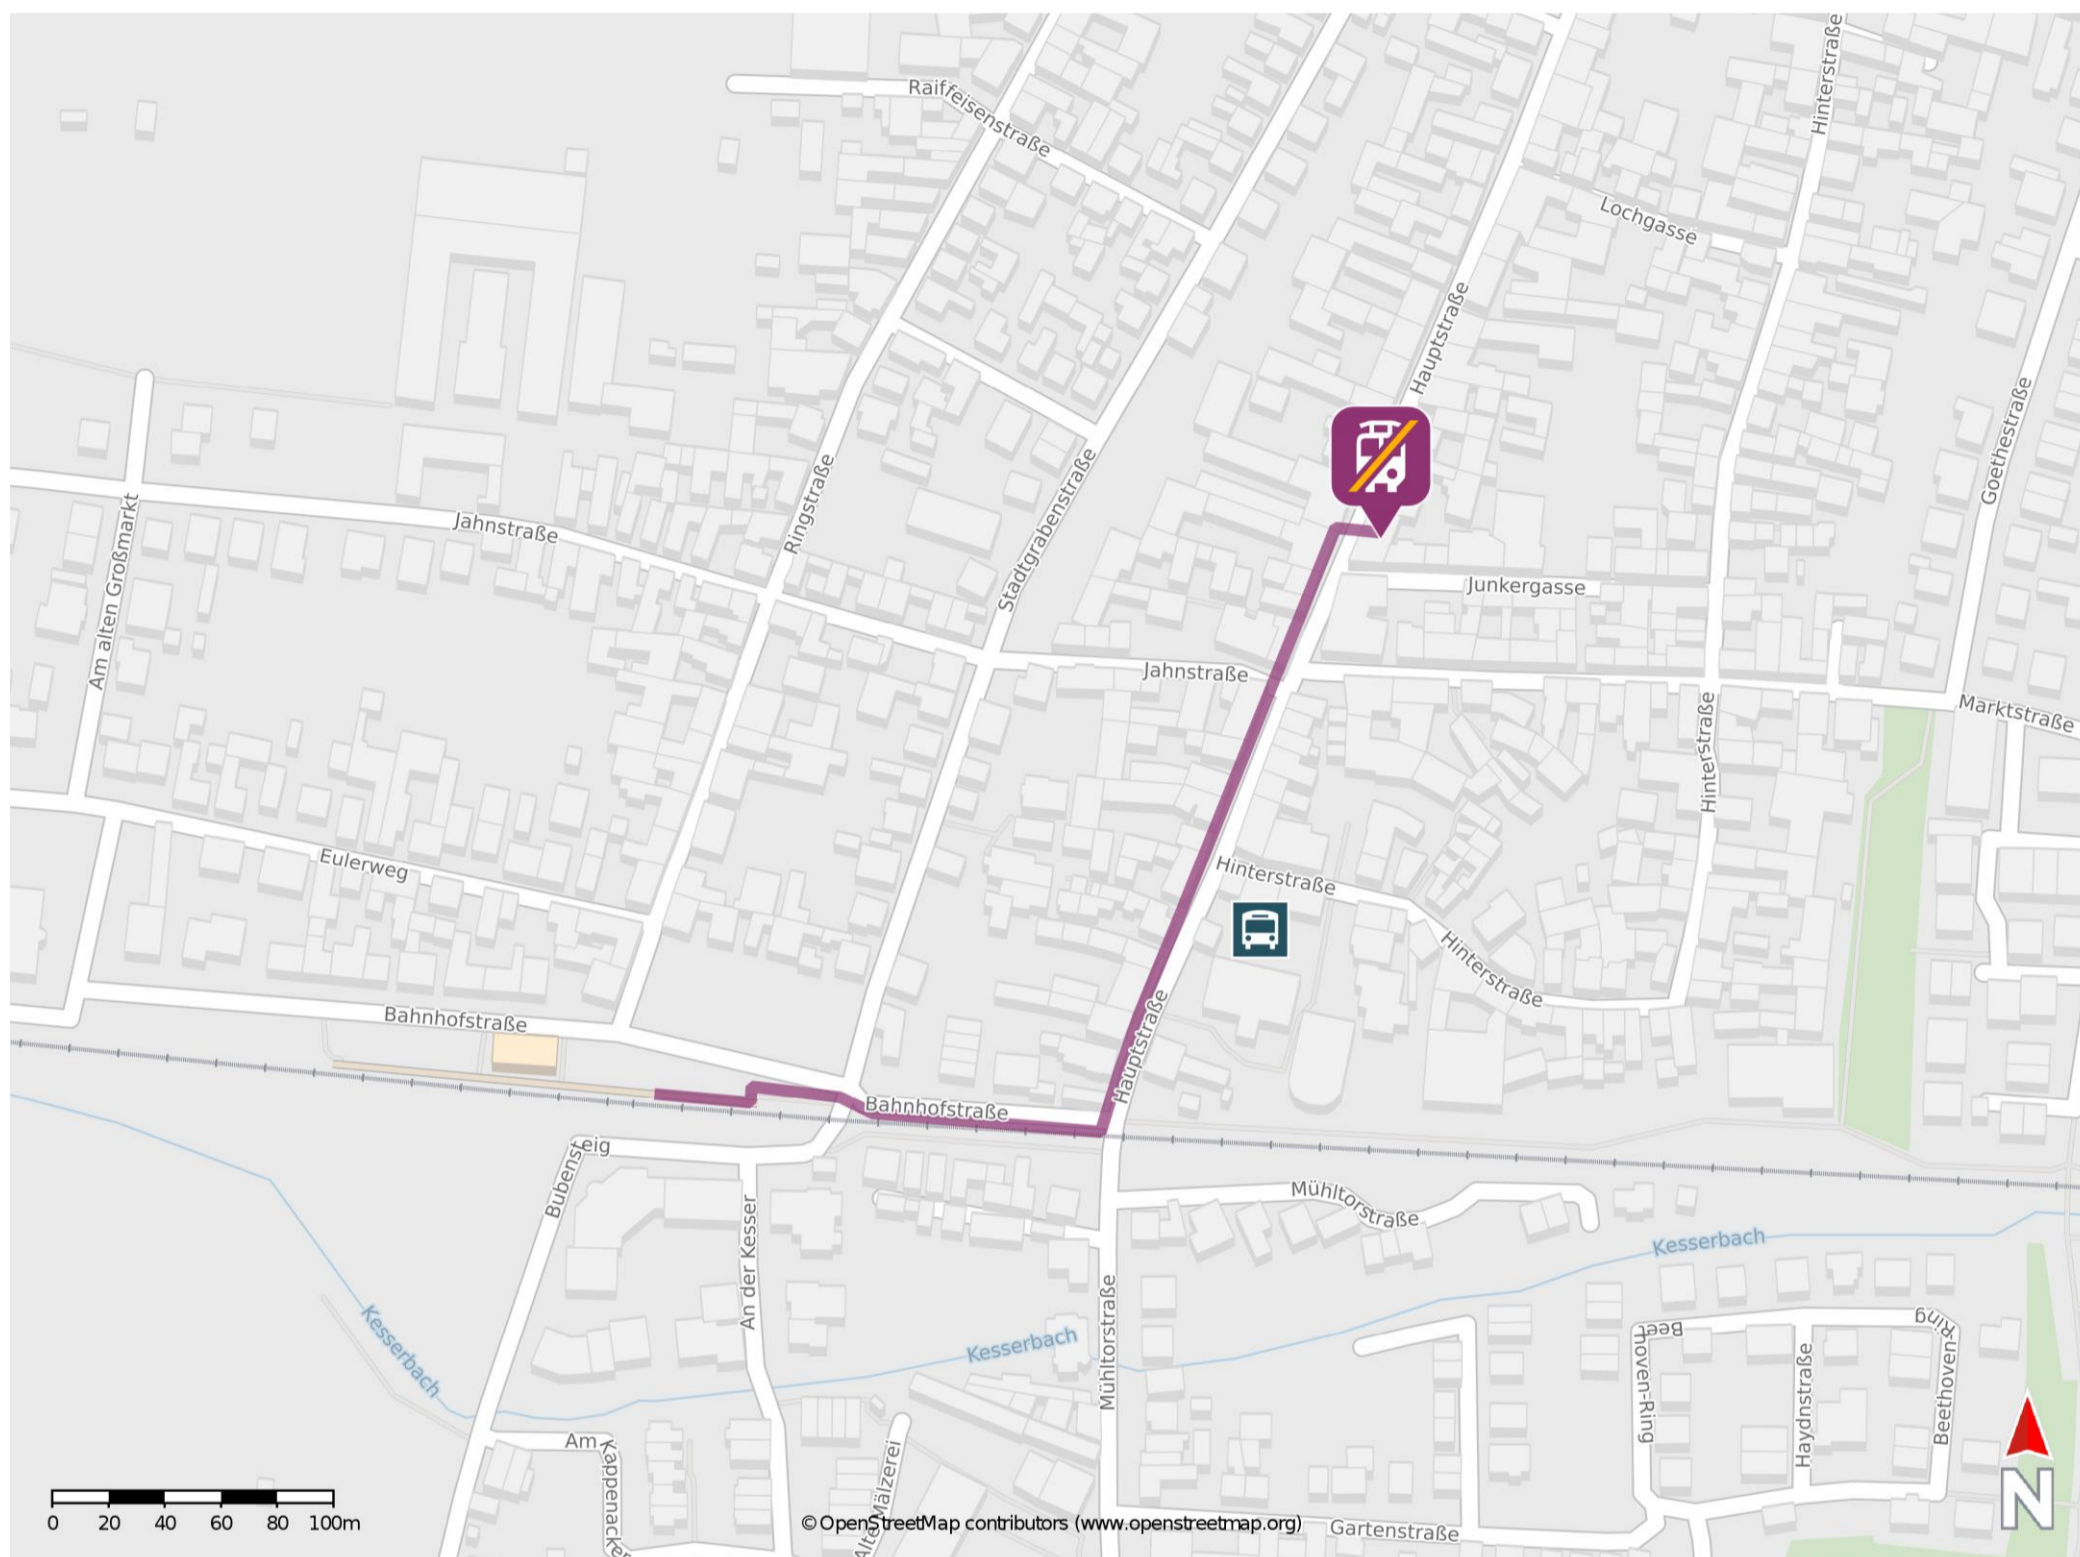 Hinterstraße
Raiffeisenstraße
Lochgasse
Hauptstraße
Goethestraße
Ringstraße
Stadtgrabenstraße
Jahnstraße
Am alten Großmarkt
Junkergasse
Jahnstraße
Marktstraße
Hinterstraße
Eulerweg
Hinterstraße
Hinterstraße
Bahnhofstraße
Hauptstraße
Bahnhofstraße
Bubensteig
Mühltorstraße
An der Kesser
Kesserbach
Kesserbach
Kesserbach
Mühltorstraße
Beethoven-Ring
Haydnstraße
Beethoven-Ring
Am Kappenacker
Alte Mälzerei
0 20 40 60 80 100m
©OpenStreetMap contributors (www.openstreetmap.org)
Gartenstraße
N